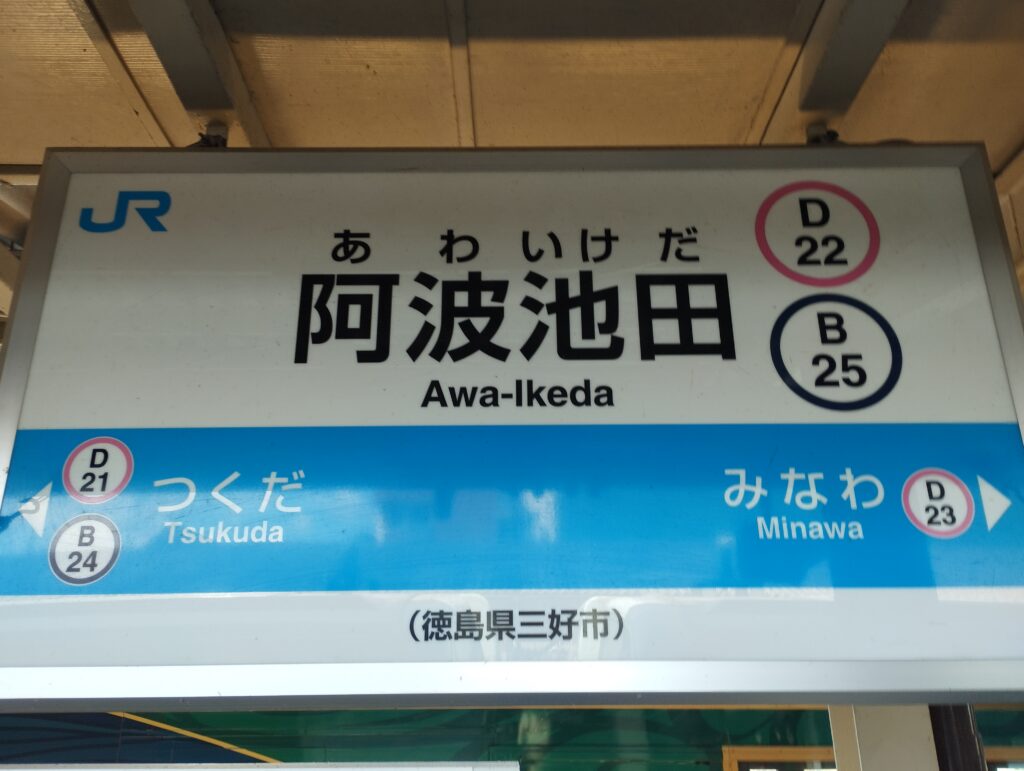 JR
D
22
あわいけだ
阿波池田
B
25
Awa-Ikeda
D
21
つくだ
Tsukuda
B
24
みなわ
Minawa
D
23
(徳島県三好市)